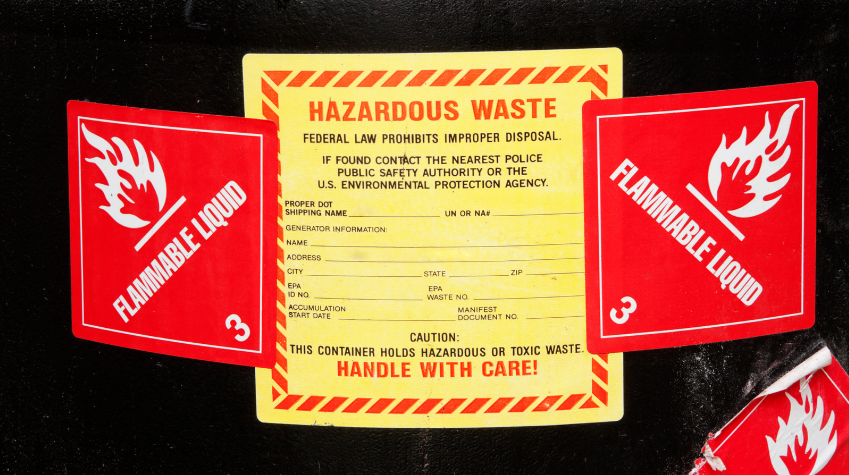 HAZARDOUS WASTE
FEDERAL LAW PROHIBITS IMPROPER DISPOSAL.
IF FOUND CONTACT THE NEAREST POLICE
PUBLIC SAFETY AUTHORITY OR THE
U.S. ENVIRONMENTAL PROTECTION AGENCY.
PROPER DOT
SHIPPING NAME UN OR NA#
GENERATOR INFORMATION:
NAME
ADDRESS
CITY STATE ZIP
EPA
ID NO.
EPA
WASTE NO.
ACCUMULATION
START DATE
MANIFEST
DOCUMENT NO.
CAUTION:
THIS CONTAINER HOLDS HAZARDOUS OR TOXIC WASTE.
HANDLE WITH CARE!
FLAMMABLE LIQUID
3
FLAMMABLE LIQUID
3